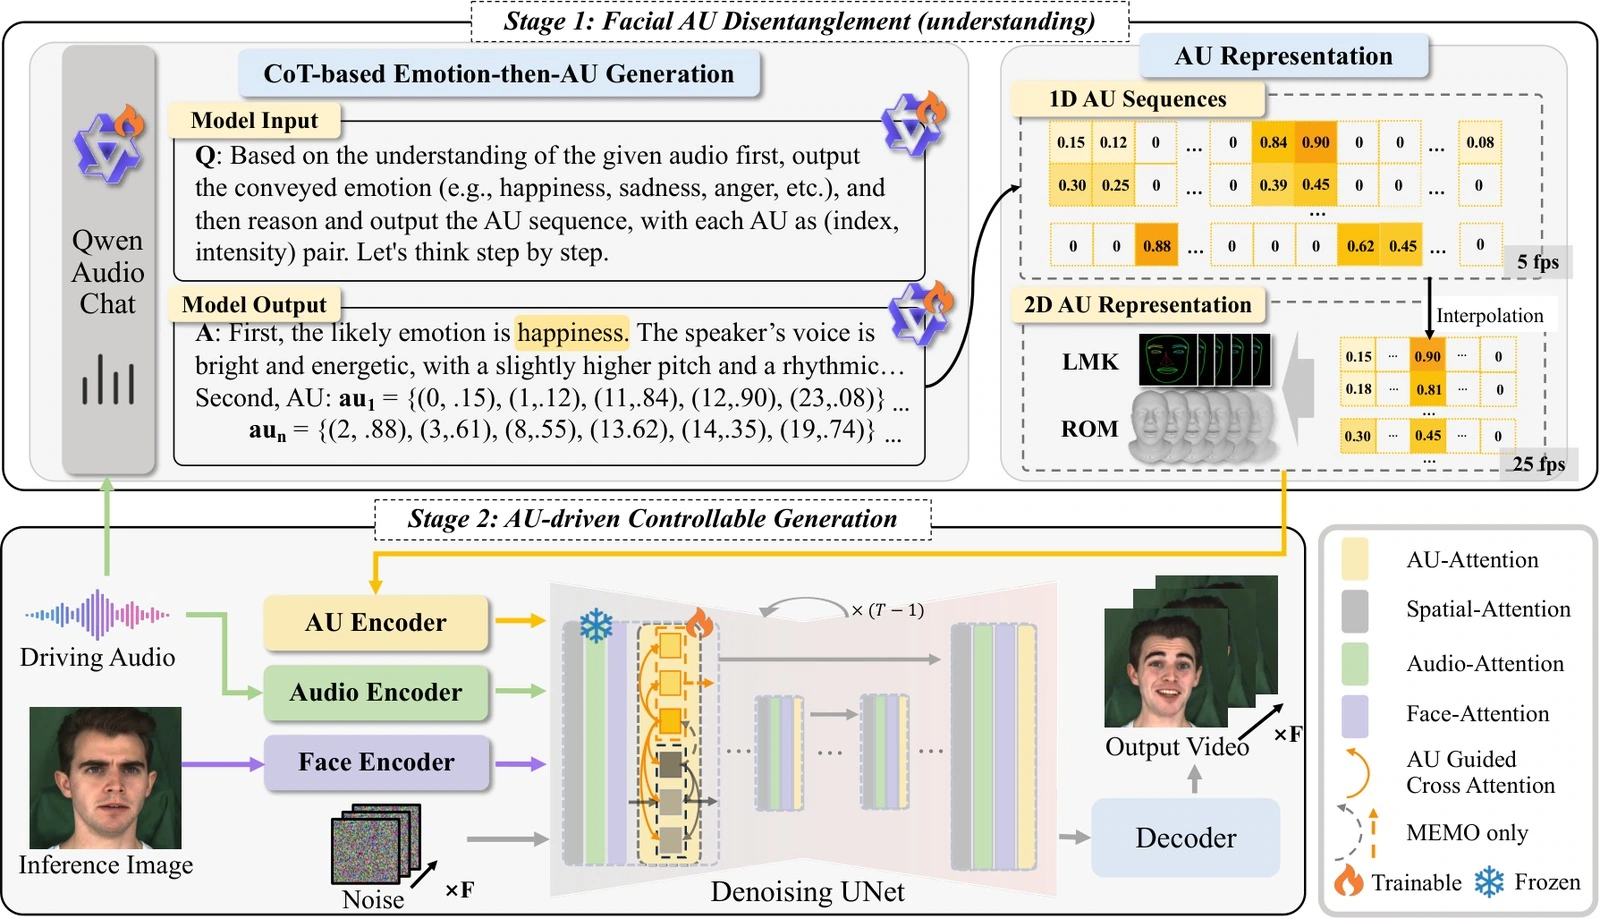 Stage 1: Facial AU Disentanglement (understanding)
CoT-based Emotion-then-AU Generation
Qwen
Audio
Chat
Model Input
Q: Based on the understanding of the given audio first, output
the conveyed emotion (e.g., happiness, sadness, anger, etc.), and
then reason and output the AU sequence, with each AU as (index,
intensity) pair. Let's think step by step.
Model Output
A: First, the likely emotion is happiness. The speaker's voice is
bright and energetic, with a slightly higher pitch and a rhythmic…
Second, AU: au1 = {(0, .15), (1,.12), (11,.84), (12,.90), (23,.08)} ...
aun = {(2, .88), (3,.61), (8,.55), (13.62), (14,.35), (19,.74)} ...
AU Representation
1D AU Sequences
0.15 0.12 0 ... 0 0.84 0.90 0 0 ... 0.08
0.30 0.25 0 ... 0 0.39 0.45 0 0 ... 0
...
0 0 0.88 ... 0 0 0 0.62 0.45 ... 0
5 fps
2D AU Representation
Interpolation
LMK
ROM
0.15 ... 0.90 ... 0
0.18 ... 0.81 ... 0
...
0.30 ... 0.45 ... 0
...
25 fps
Stage 2: AU-driven Controllable Generation
Driving Audio
Inference Image
AU Encoder
Audio Encoder
Face Encoder
Noise
×F
× (T − 1)
...
...
...
Denoising UNet
Output Video
×F
Decoder
AU-Attention
Spatial-Attention
Audio-Attention
Face-Attention
AU Guided
Cross Attention
MEMO only
Trainable
Frozen